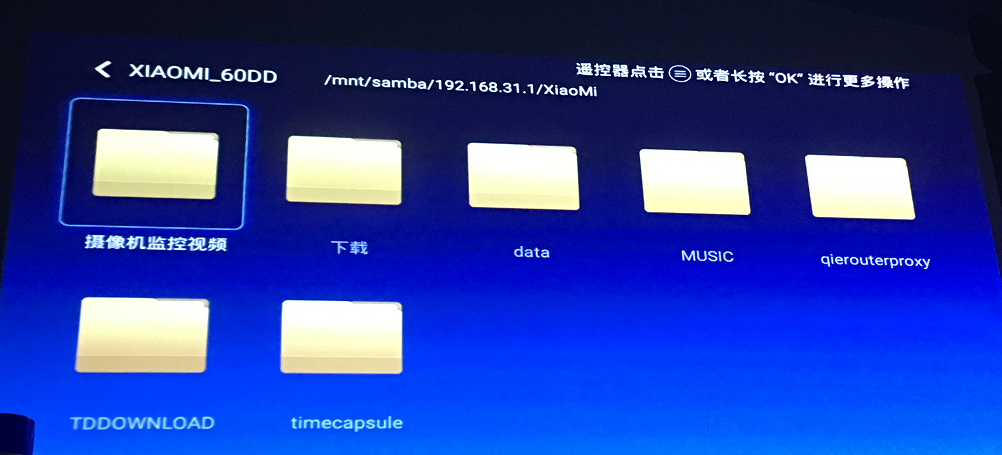 XIAOMI_60DD
/mnt/samba/192.168.31.1/XiaoMi
遥控器点击 或者长按“OK”进行更多操作
摄像机监控视频
下载
data
MUSIC
qierouterproxy
TDDOWNLOAD
timecapsule